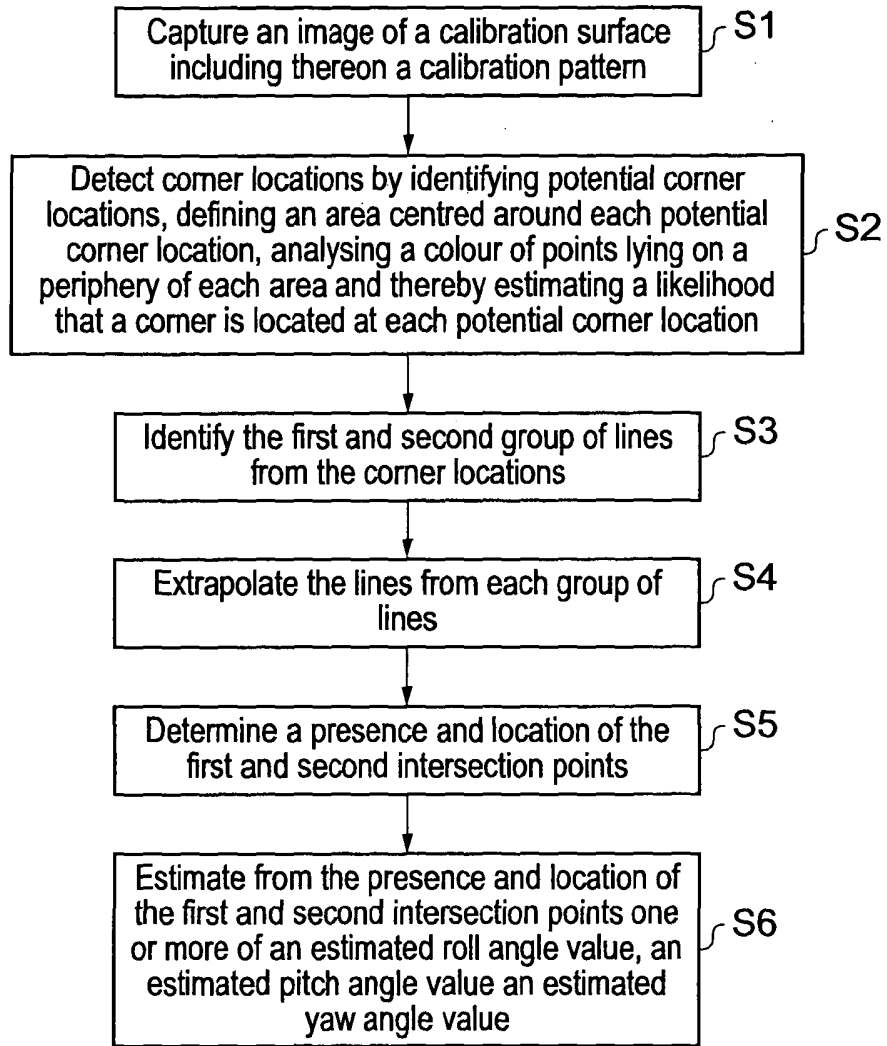 Capture an image of a calibration surface
including thereon a calibration pattern
S1
Detect corner locations by identifying potential corner
locations, defining an area centred around each potential
corner location, analysing a colour of points lying on a
periphery of each area and thereby estimating a likelihood
that a corner is located at each potential corner location
S2
Identify the first and second group of lines
from the corner locations
S3
Extrapolate the lines from each group of
lines
S4
Determine a presence and location of the
first and second intersection points
S5
Estimate from the presence and location of
the first and second intersection points one
or more of an estimated roll angle value, an
estimated pitch angle value an estimated
yaw angle value
S6